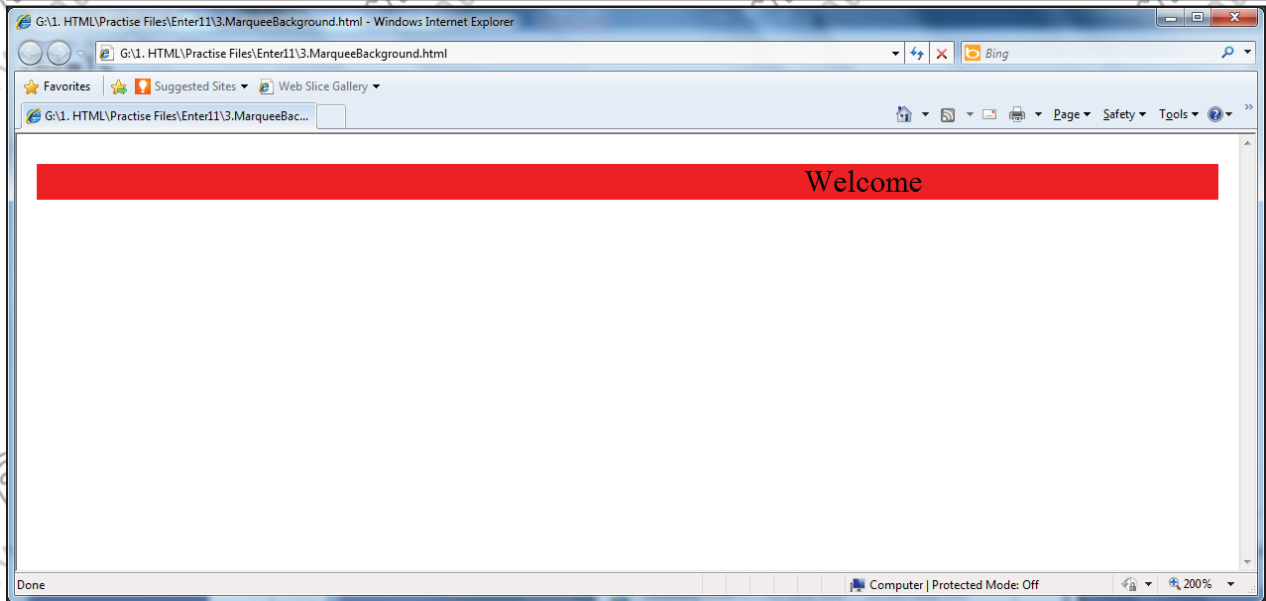 G:\1. HTML\Practise Files\Enter11\3.MarqueeBackground.html - Windows Internet Explorer
G:\1. HTML\Practise Files\Enter11\3.MarqueeBackground.html
Bing
Favorites Suggested Sites Web Slice Gallery
G:\1. HTML\Practise Files\Enter11\3.MarqueeBac...
Page Safety Tools
Welcome
Done
Computer | Protected Mode: Off
200%